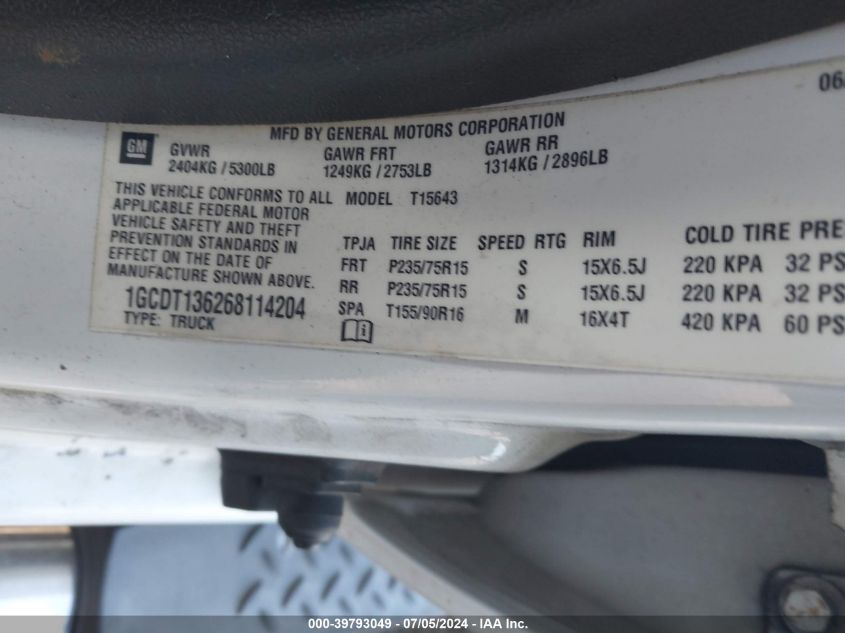 06
MFD BY GENERAL MOTORS CORPORATION
GM GVWR GAWR FRT GAWR RR
2404KG / 5300LB 1249KG / 2753LB 1314KG / 2896LB
THIS VEHICLE CONFORMS TO ALL MODEL T15643
APPLICABLE FEDERAL MOTOR
VEHICLE SAFETY AND THEFT
PREVENTION STANDARDS IN
EFFECT ON THE DATE OF
MANUFACTURE SHOWN ABOVE.
1GCDT136268114204
TYPE: TRUCK
TPJA TIRE SIZE SPEED RTG RIM COLD TIRE PRE
FRT P235/75R15 S 15X6.5J 220 KPA 32 PS
RR P235/75R15 S 15X6.5J 220 KPA 32 PS
SPA T155/90R16 M 16X4T 420 KPA 60 PS
000-39793049 - 07/05/2024 - IAA Inc.